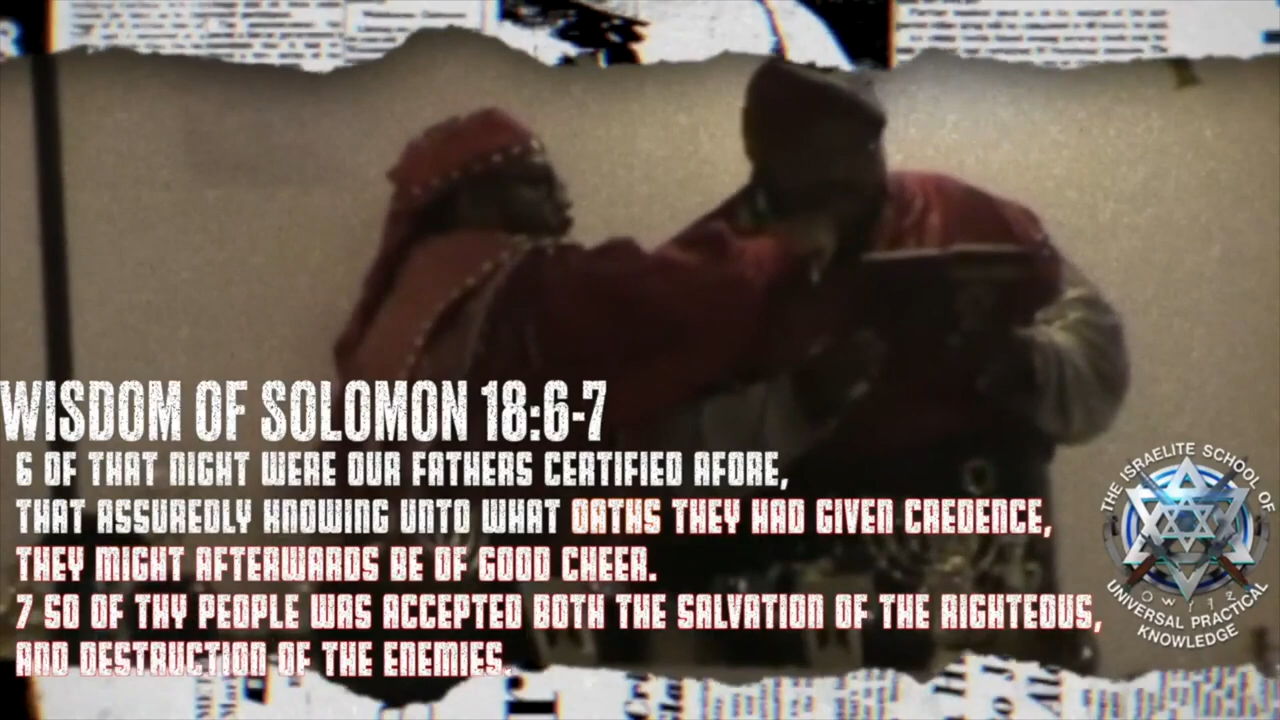 WISDOM OF SOLOMON 18:6-7
6 OF THAT NIGHT WERE OUR FATHERS CERTIFIED AFORE,
THAT ASSUREDLY KNOWING UNTO WHAT OATHS THEY HAD GIVEN CREDENCE,
THEY MIGHT AFTERWARDS BE OF GOOD CHEER.
7 SO OF THY PEOPLE WAS ACCEPTED BOTH THE SALVATION OF THE RIGHTEOUS,
AND DESTRUCTION OF THE ENEMIES.
THE ISRAELITE SCHOOL OF
UNIVERSAL PRACTICAL
KNOWLEDGE